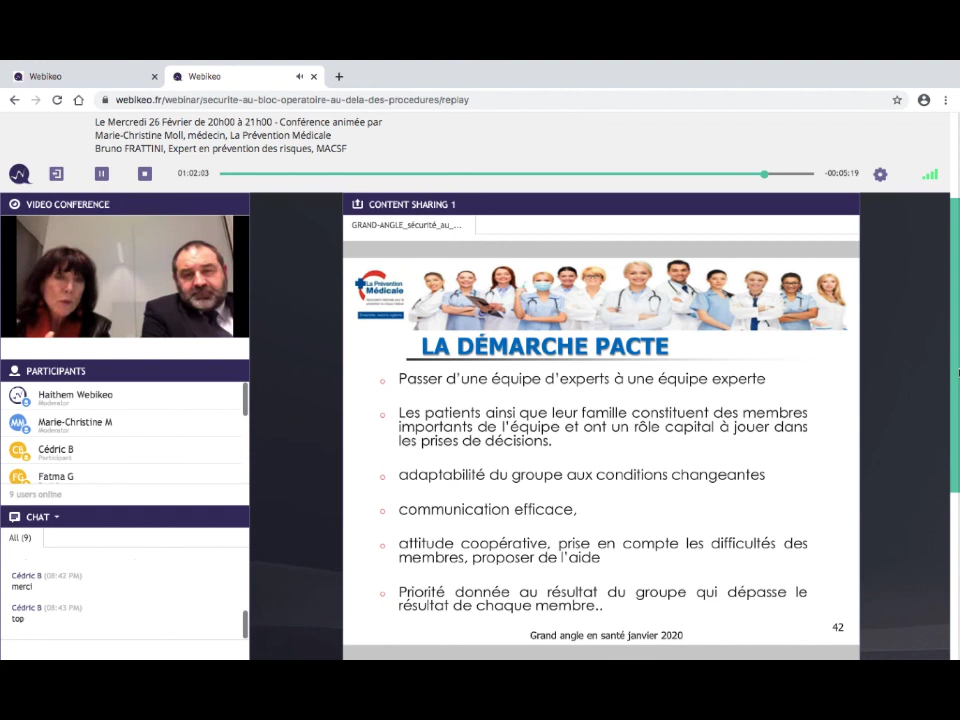 Webikeo
Webikeo
webikeo.fr/webinar/securite-au-bloc-operatoire-au-dela-des-procedures/replay
Le Mercredi 26 Février de 20h00 à 21h00 - Conférence animée par
Marie-Christine Moll, médecin, La Prévention Médicale
Bruno FRATTINI, Expert en prévention des risques, MACSF
01:02:03
-00:05:19
VIDEO CONFERENCE
PARTICIPANTS
Haithem Webikeo
Moderator
MM
Marie-Christine M
Moderator
CB
Cédric B
Participant
FG
Fatma G
9 users online
CHAT
All (9)
Cédric B (08:42 PM)
merci
Cédric B (08:43 PM)
top
CONTENT SHARING 1
GRAND-ANGLE_sécurité_au_...
La Prévention
Médicale
LA DÉMARCHE PACTE
Passer d'une équipe d'experts à une équipe experte
Les patients ainsi que leur famille constituent des membres
importants de l'équipe et ont un rôle capital à jouer dans
les prises de décisions.
adaptabilité du groupe aux conditions changeantes
communication efficace,
attitude coopérative, prise en compte les difficultés des
membres, proposer de l'aide
Priorité donnée au résultat du groupe qui dépasse le
résultat de chaque membre..
42
Grand angle en santé janvier 2020